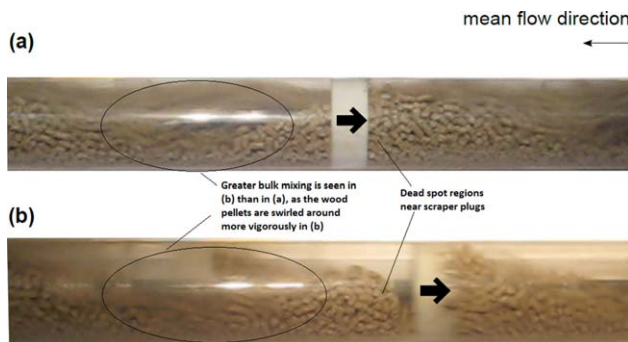 mean flow direction
(a)
Greater bulk mixing is seen in
(b) than in (a), as the wood
pellets are swirled around
more vigorously in (b)
Dead spot regions
near scraper plugs
(b)